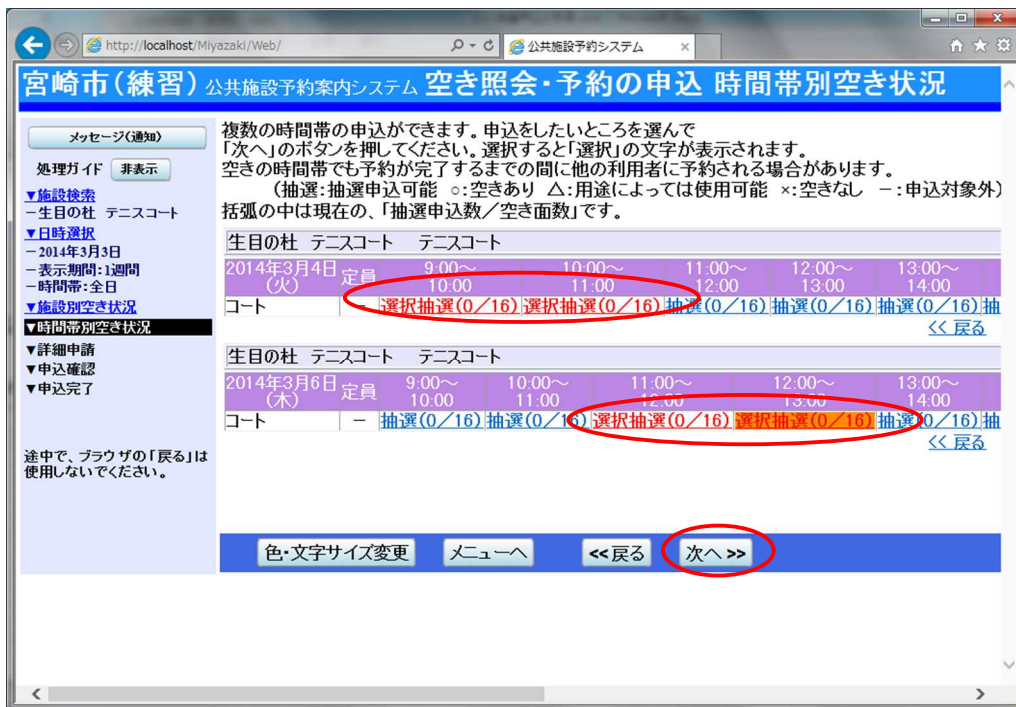 http://localhost/Miyazaki/Web/
公共施設予約システム
宮崎市(練習) 公共施設予約案内システム 空き照会・予約の申込 時間帯別空き状況
メッセージ(通知)
処理ガイド 非表示
▼施設検索
－生目の杜 テニスコート
▼日時選択
－2014年3月3日
－表示期間:1週間
－時間帯:全日
▼施設別空き状況
▼時間帯別空き状況
▼詳細申請
▼申込確認
▼申込完了
途中で、ブラウザの「戻る」は
使用しないでください。
複数の時間帯の申込ができます。申込をしたいところを選んで
「次へ」のボタンを押してください。選択すると「選択」の文字が表示されます。
空きの時間帯でも予約が完了するまでの間に他の利用者に予約される場合があります。
(抽選:抽選申込可能 ○:空きあり △:用途によっては使用可能 ×:空きなし －:申込対象外)
括弧の中は現在の、「抽選申込数／空き面数」です。
生目の杜 テニスコート テニスコート
2014年3月4日(火) 定員 9:00～10:00 10:00～11:00 11:00～12:00 12:00～13:00 13:00～14:00
コート － 選択抽選(0／16) 選択抽選(0／16) 抽選(0／16) 抽選(0／16) 抽選(0／16) 抽
<< 戻る
生目の杜 テニスコート テニスコート
2014年3月6日(木) 定員 9:00～10:00 10:00～11:00 11:00～12:00 12:00～13:00 13:00～14:00
コート － 抽選(0／16) 抽選(0／16) 選択抽選(0／16) 選択抽選(0／16) 抽選(0／16) 抽
<< 戻る
色・文字サイズ変更 メニューへ <<戻る 次へ>>